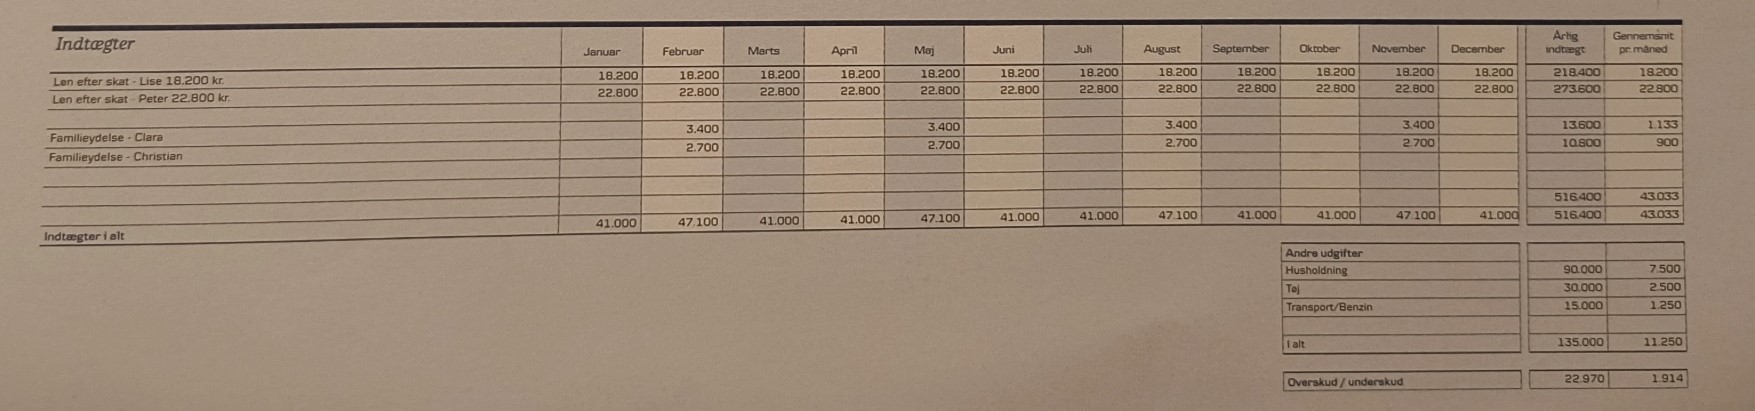 Indtægter Januar Februar Marts April Maj Juni Juli August September Oktober November December Årlig indtægt Gennemsnit pr. måned
Løn efter skat - Lise 18.200 kr. 18.200 18.200 18.200 18.200 18.200 18.200 18.200 18.200 18.200 18.200 18.200 18.200 218.400 18.200
Løn efter skat - Peter 22.800 kr. 22.800 22.800 22.800 22.800 22.800 22.800 22.800 22.800 22.800 22.800 22.800 22.800 273.600 22.800
Familieydelse - Clara 3.400 3.400 3.400 3.400 13.600 1.133
Familieydelse - Christian 2.700 2.700 2.700 2.700 10.800 900
516.400 43.033
Indtægter i alt 41.000 47.100 41.000 41.000 47.100 41.000 41.000 47.100 41.000 41.000 47.100 41.000 516.400 43.033
Andre udgifter
Husholdning 90.000 7.500
Tøj 30.000 2.500
Transport/Benzin 15.000 1.250
I alt 135.000 11.250
Overskud / underskud 22.970 1.914